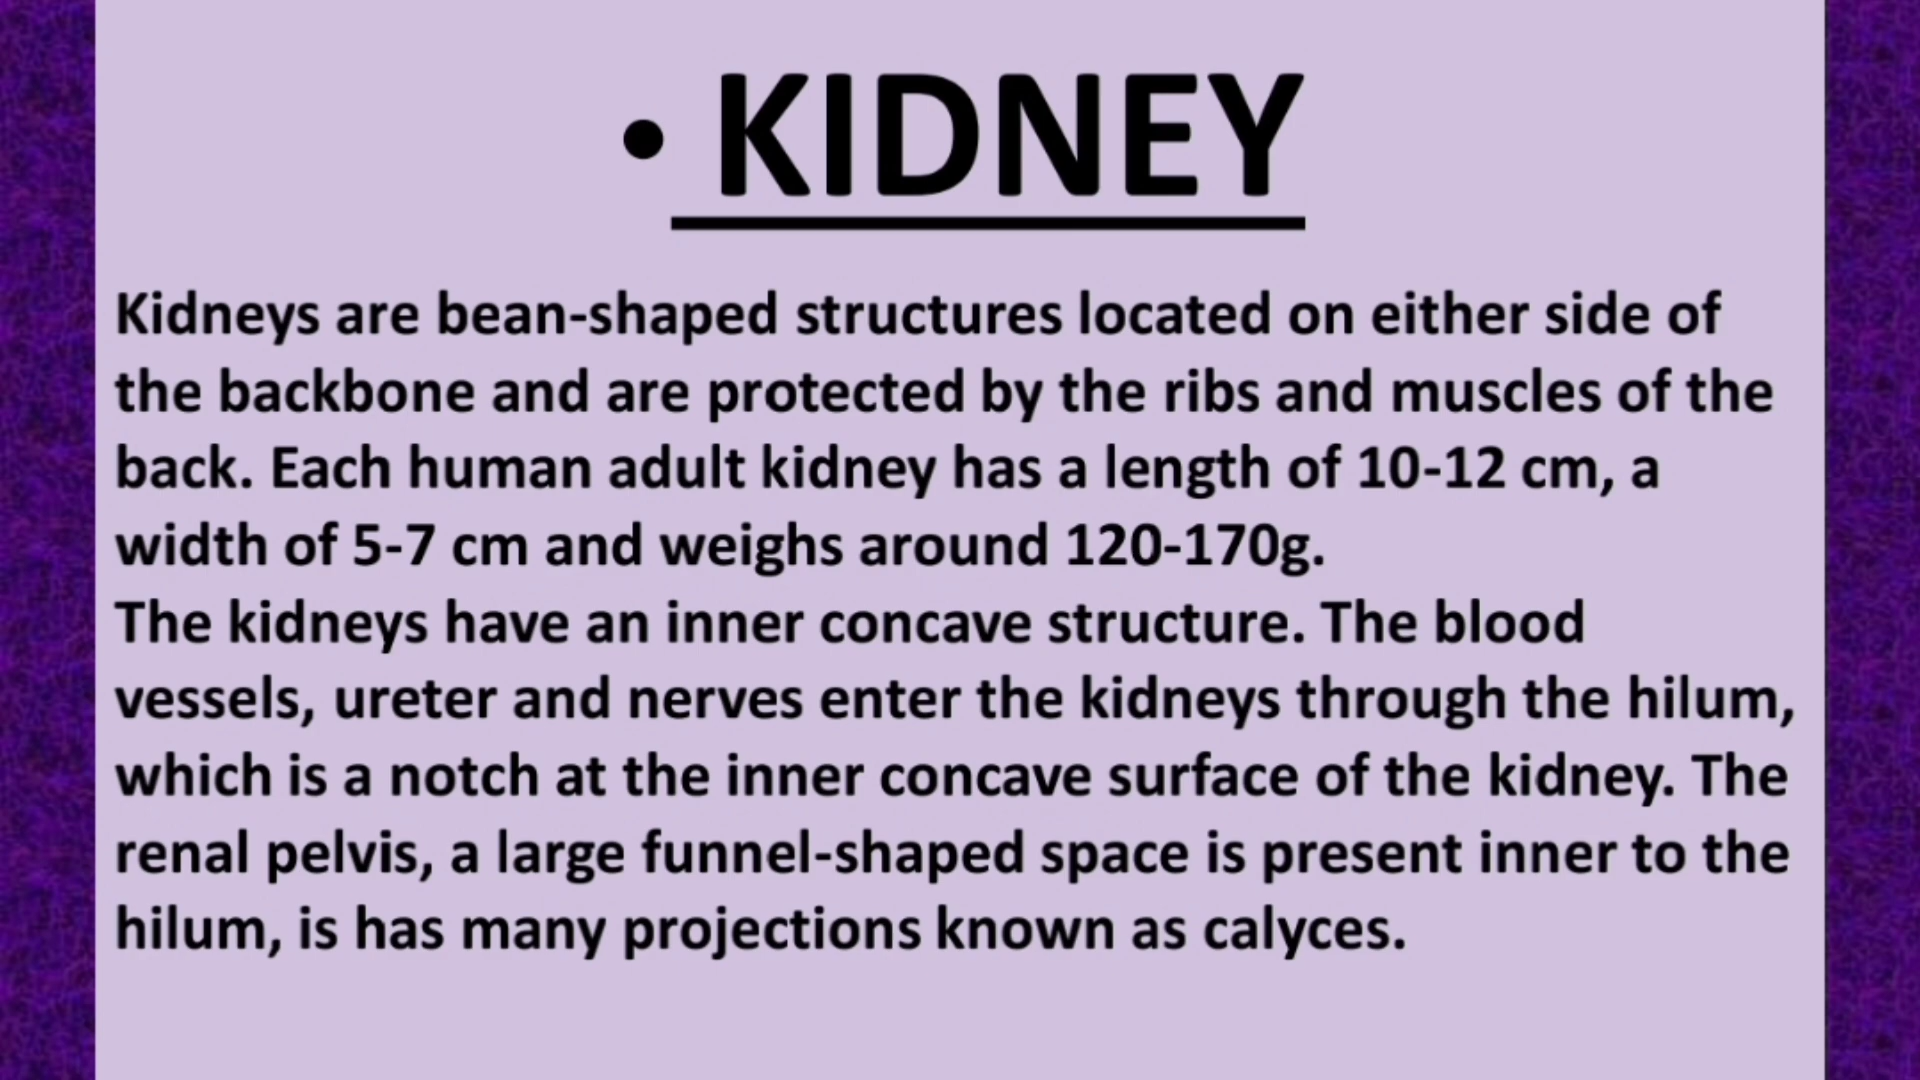 • KIDNEY
Kidneys are bean-shaped structures located on either side of
the backbone and are protected by the ribs and muscles of the
back. Each human adult kidney has a length of 10-12 cm, a
width of 5-7 cm and weighs around 120-170g.
The kidneys have an inner concave structure. The blood
vessels, ureter and nerves enter the kidneys through the hilum,
which is a notch at the inner concave surface of the kidney. The
renal pelvis, a large funnel-shaped space is present inner to the
hilum, is has many projections known as calyces.